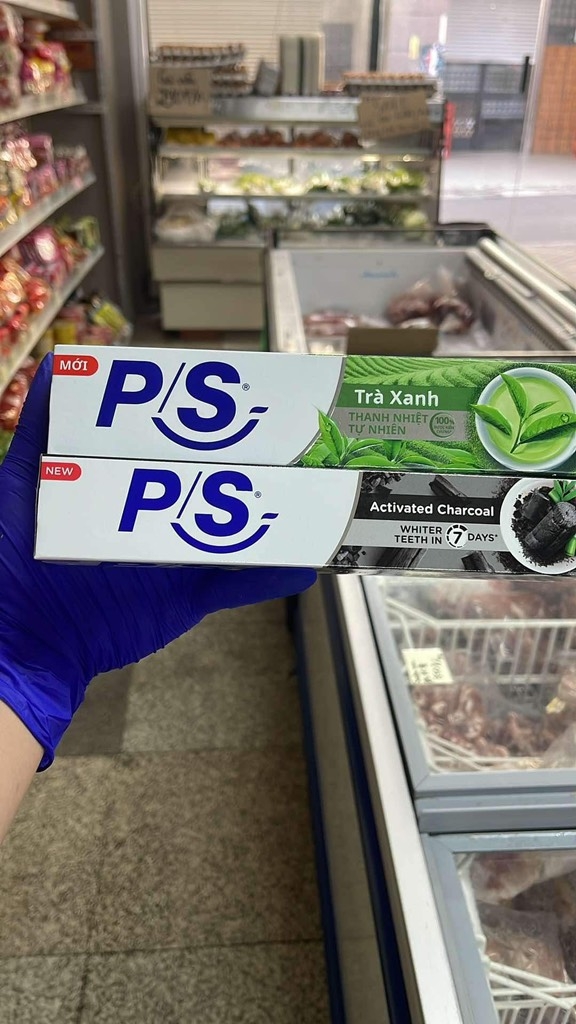 MỚI
P/S®
Trà Xanh
THANH NHIỆT
TỰ NHIÊN
100%
NEW
P/S®
Activated Charcoal
WHITER
TEETH IN 7 DAYS*